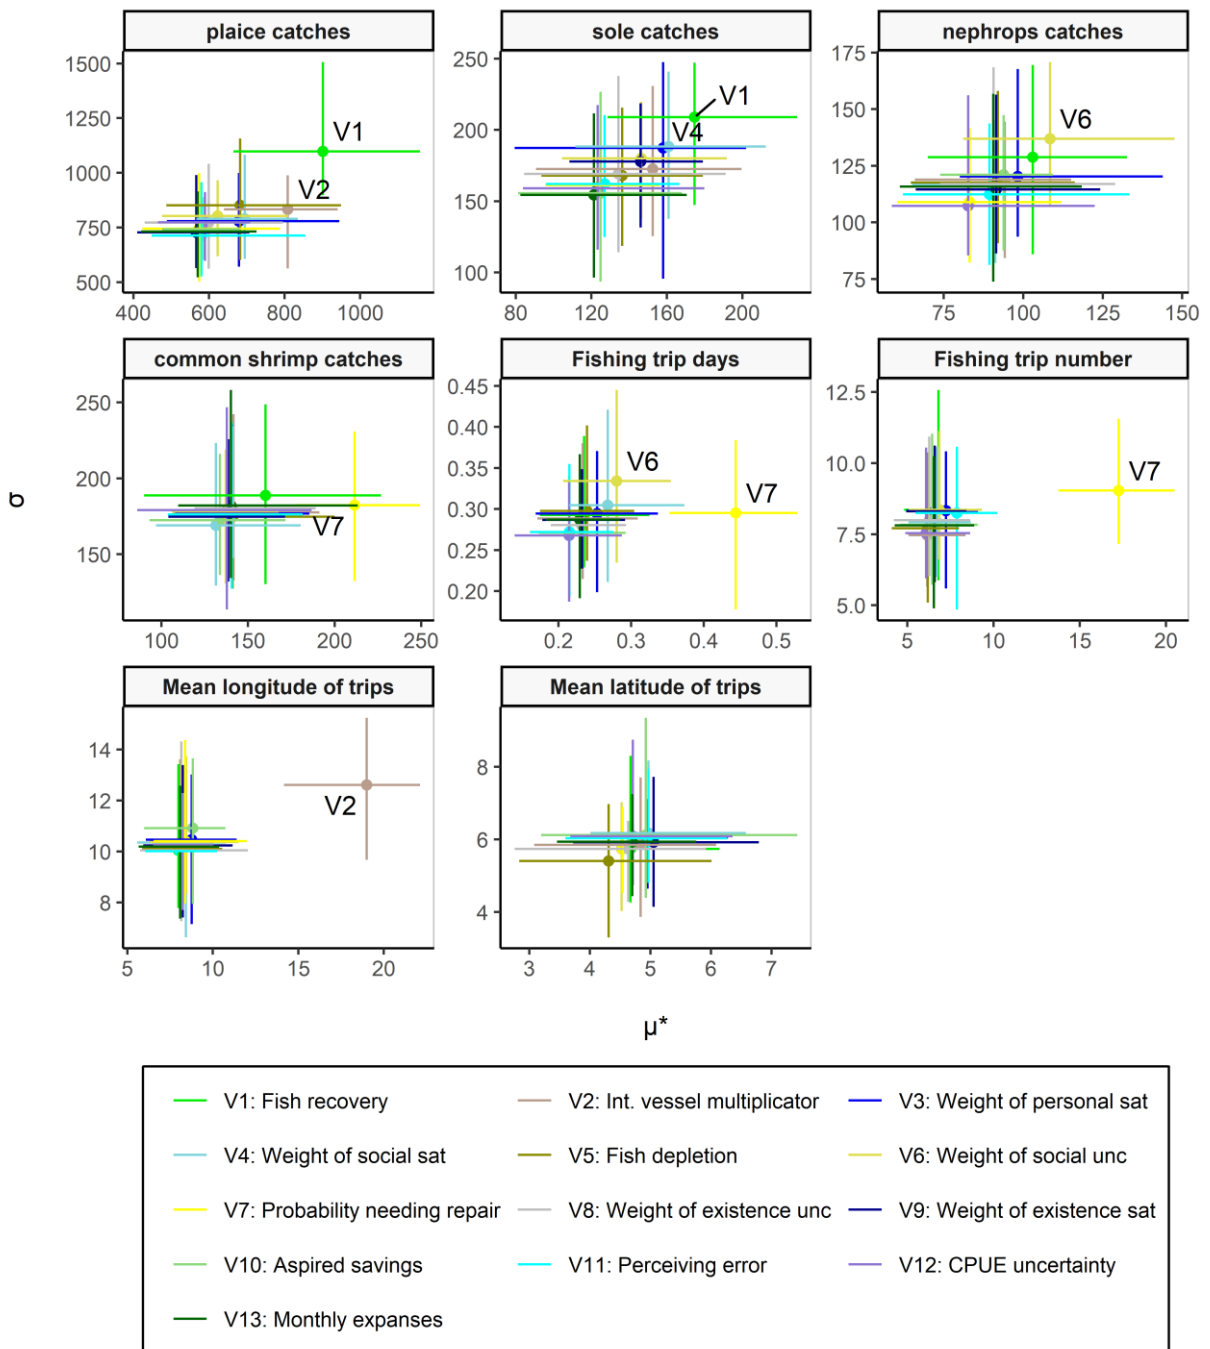 plaice catches
sole catches
nephrops catches
1500
1250
1000
750
500
V1
V2
400 600 800 1000
250
200
150
100
V1
V4
80 120 160 200
175
150
125
100
75
V6
75 100 125 150
common shrimp catches
Fishing trip days
Fishing trip number
250
200
150
V7
100 150 200 250
0.45
0.40
0.35
0.30
0.25
0.20
V6
V7
0.2 0.3 0.4 0.5
12.5
10.0
7.5
5.0
V7
5 10 15 20
Mean longitude of trips
Mean latitude of trips
14
12
10
8
V2
5 10 15 20
8
6
4
3 4 5 6 7
σ
μ*
V1: Fish recovery
V2: Int. vessel multiplicator
V3: Weight of personal sat
V4: Weight of social sat
V5: Fish depletion
V6: Weight of social unc
V7: Probability needing repair
V8: Weight of existence unc
V9: Weight of existence sat
V10: Aspired savings
V11: Perceiving error
V12: CPUE uncertainty
V13: Monthly expanses